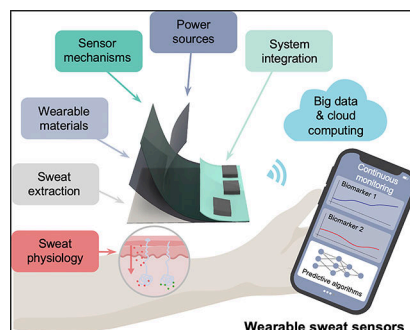 Power
sources
Sensor
mechanisms
System
integration
Big data
& cloud
computing
Wearable
materials
Continuous
monitoring
Biomarker 1
Sweat
extraction
Biomarker 2
Sweat
physiology
Predictive algorithms
Wearable sweat sensors